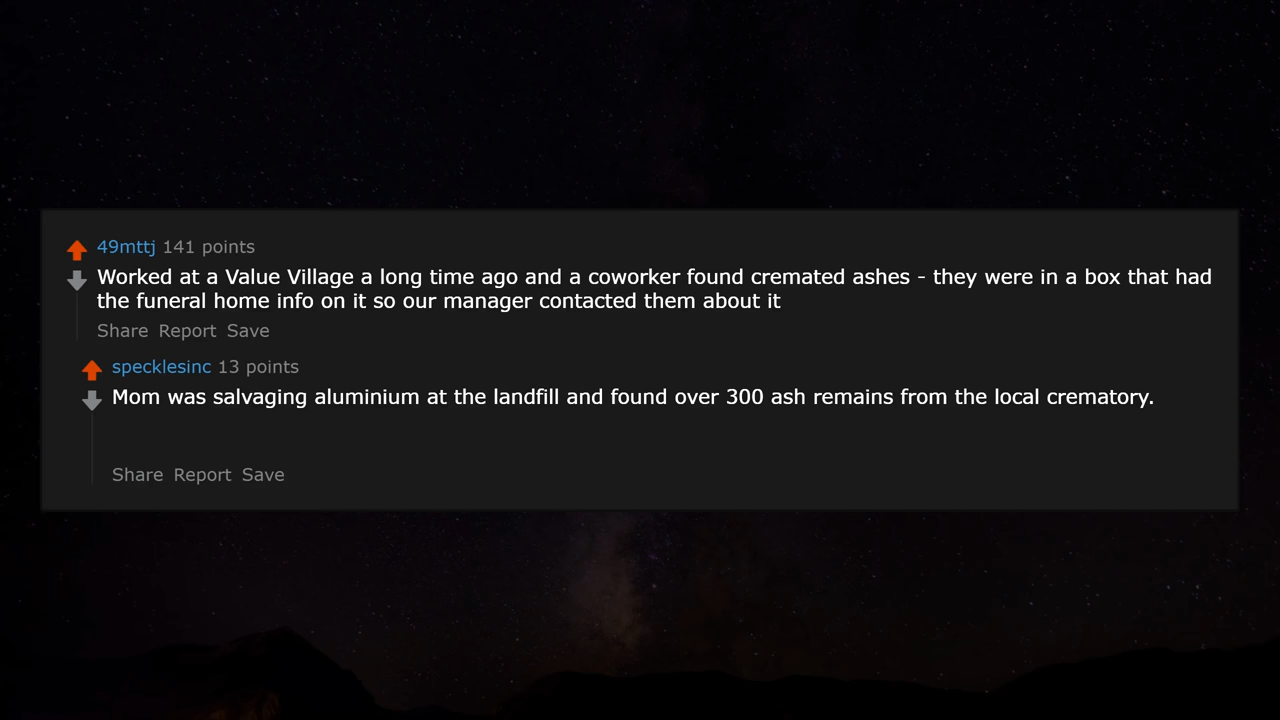 49mttj 141 points
Worked at a Value Village a long time ago and a coworker found cremated ashes - they were in a box that had
the funeral home info on it so our manager contacted them about it
Share Report Save
specklesinc 13 points
Mom was salvaging aluminium at the landfill and found over 300 ash remains from the local crematory.
Share Report Save